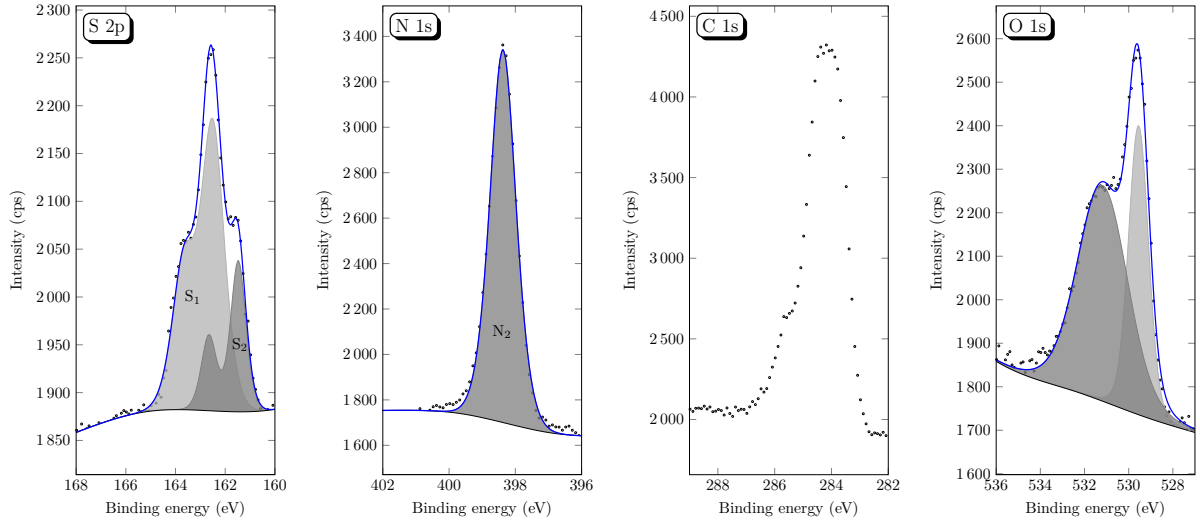 S 2p
2 250
2 200
2 150
2 100
2 050
2 000
1 950
1 900
1 850
Intensity (cps)
S1
S2
168 166 164 162 160
Binding energy (eV)
N 1s
3 400
3 200
3 000
2 800
2 600
2 400
2 200
2 000
1 800
1 600
Intensity (cps)
N2
402 400 398 396
Binding energy (eV)
C 1s
4 500
4 000
3 500
3 000
2 500
2 000
Intensity (cps)
288 286 284 282
Binding energy (eV)
O 1s
2 600
2 500
2 400
2 300
2 200
2 100
2 000
1 900
1 800
1 700
1 600
Intensity (cps)
536 534 532 530 528
Binding energy (eV)